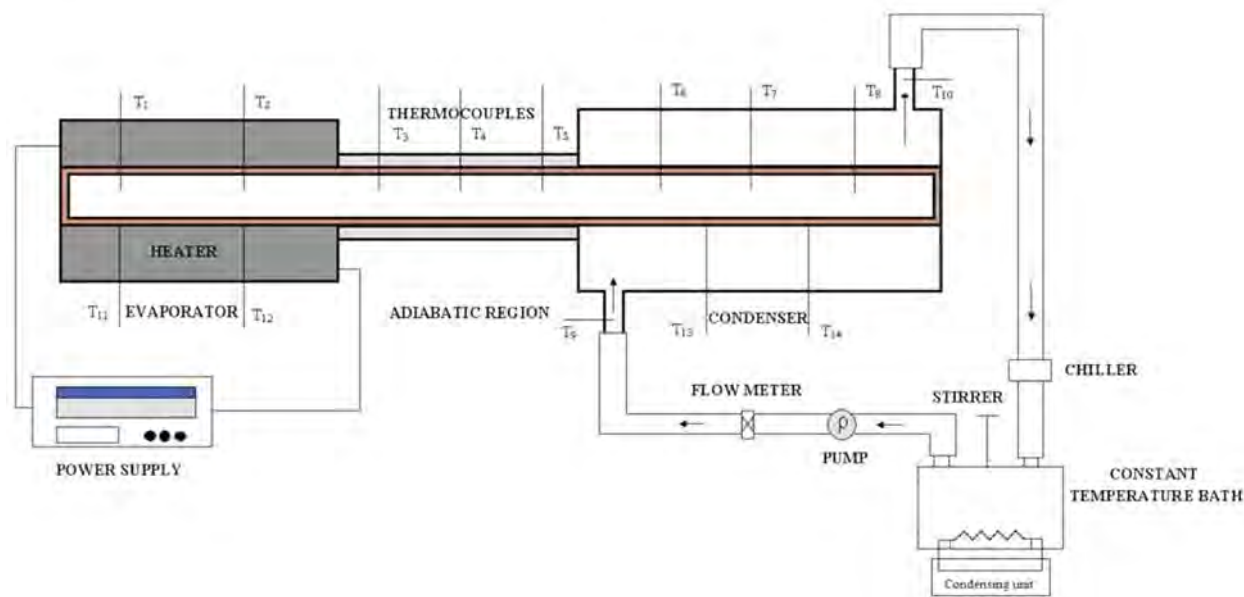 T1
T2
THERMOCOUPLES
T3
T4
T5
T6
T7
T8
T10
HEATER
T11
EVAPORATOR
T12
ADIABATIC REGION
T9
T13
CONDENSER
T14
POWER SUPPLY
FLOW METER
PUMP
STIRRER
CHILLER
CONSTANT
TEMPERATURE BATH
Condensing unit